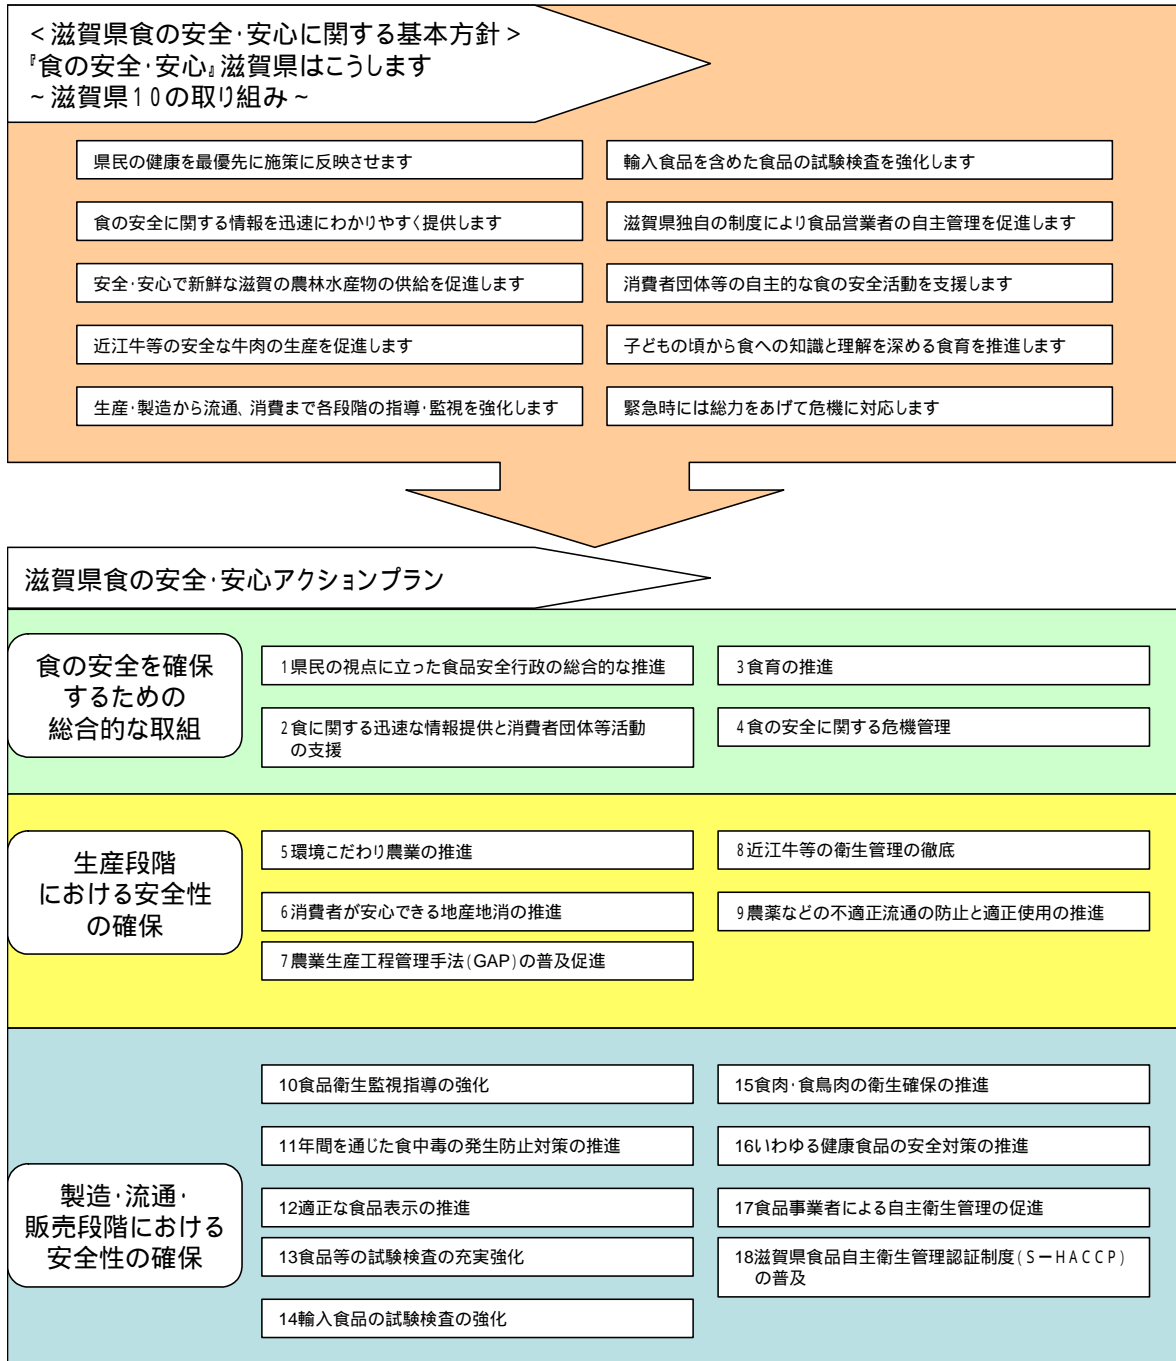 <滋賀県食の安全･安心に関する基本方針>
『食の安全･安心』滋賀県はこうします
~滋賀県10の取り組み~
県民の健康を最優先に施策に反映させます
食の安全に関する情報を迅速にわかりやすく提供します
安全･安心で新鮮な滋賀の農林水産物の供給を促進します
近江牛等の安全な牛肉の生産を促進します
生産･製造から流通、消費まで各段階の指導･監視を強化します
輸入食品を含めた食品の試験検査を強化します
滋賀県独自の制度により食品営業者の自主管理を促進します
消費者団体等の自主的な食の安全活動を支援します
子どもの頃から食への知識と理解を深める食育を推進します
緊急時には総力をあげて危機に対応します
滋賀県食の安全･安心アクションプラン
食の安全を確保
するための
総合的な取組
1県民の視点に立った食品安全行政の総合的な推進
2食に関する迅速な情報提供と消費者団体等活動
の支援
3食育の推進
4食の安全に関する危機管理
生産段階
における安全性
の確保
5環境こだわり農業の推進
6消費者が安心できる地産地消の推進
7農業生産工程管理手法(GAP)の普及促進
8近江牛等の衛生管理の徹底
9農薬などの不適正流通の防止と適正使用の推進
製造･流通･
販売段階における
安全性の確保
10食品衛生監視指導の強化
11年間を通じた食中毒の発生防止対策の推進
12適正な食品表示の推進
13食品等の試験検査の充実強化
14輸入食品の試験検査の強化
15食肉･食鳥肉の衛生確保の推進
16いわゆる健康食品の安全対策の推進
17食品事業者による自主衛生管理の促進
18滋賀県食品自主衛生管理認証制度(S-HACCP)
の普及